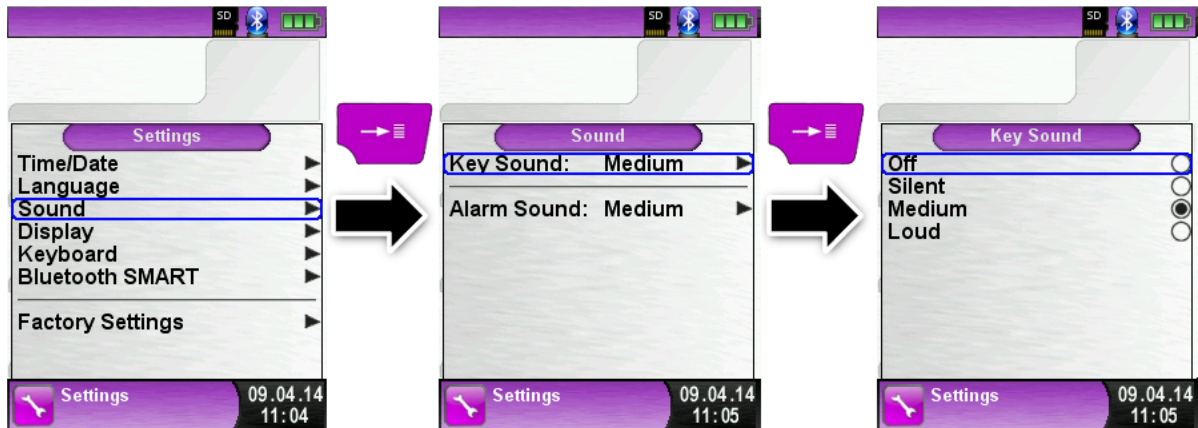 SD
Settings
Time/Date
Language
Sound
Display
Keyboard
Bluetooth SMART
Factory Settings
Settings
09.04.14
11:04
SD
Sound
Key Sound: Medium
Alarm Sound: Medium
Settings
09.04.14
11:05
SD
Key Sound
Off
Silent
Medium
Loud
Settings
09.04.14
11:05